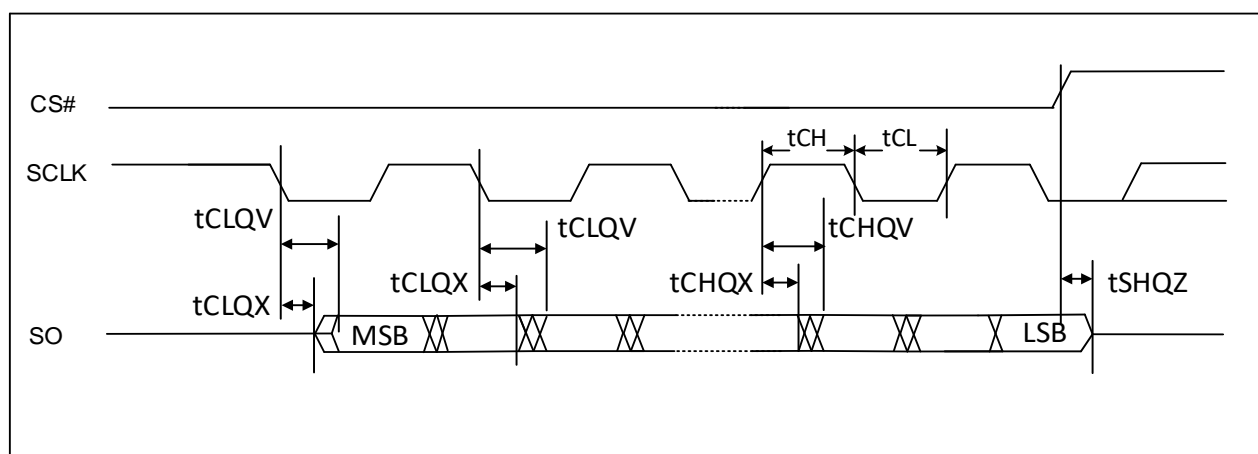 CS#
tCH
tCL
SCLK
tCLQV
tCLQV
tCHQV
tCLQX
tCLQX
tCHQX
tSHQZ
SO
MSB
LSB